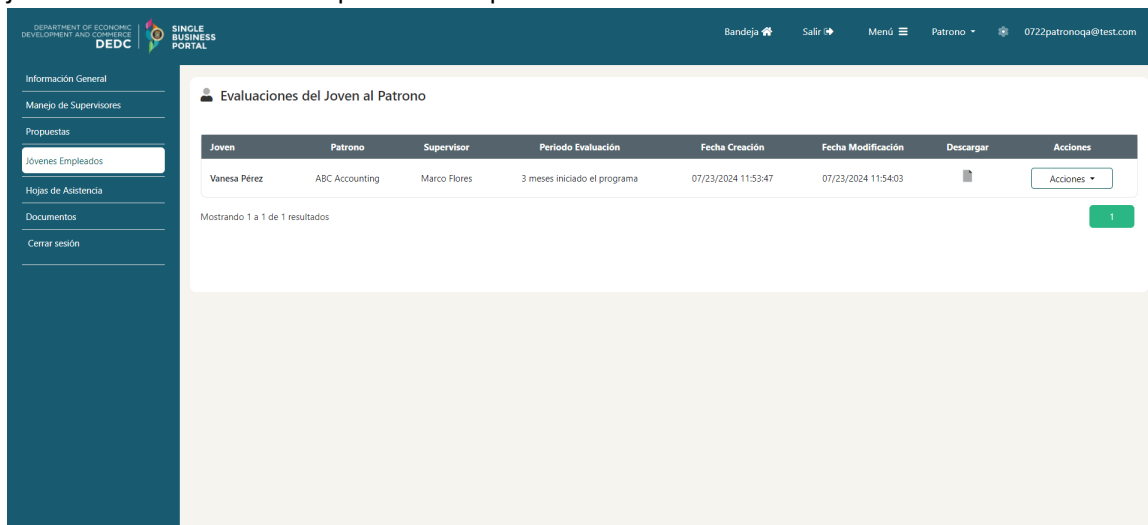 DEPARTMENT OF ECONOMIC
DEVELOPMENT AND COMMERCE
DEDC
SINGLE
BUSINESS
PORTAL
Bandeja Salir Menú Patrono 0722patronoqa@test.com
Información General
Manejo de Supervisores
Propuestas
Jóvenes Empleados
Hojas de Asistencia
Documentos
Cerrar sesión
Evaluaciones del Joven al Patrono
Joven Patrono Supervisor Periodo Evaluación Fecha Creación Fecha Modificación Descargar Acciones
Vanesa Pérez ABC Accounting Marco Flores 3 meses iniciado el programa 07/23/2024 11:53:47 07/23/2024 11:54:03 Acciones
Mostrando 1 a 1 de 1 resultados
1